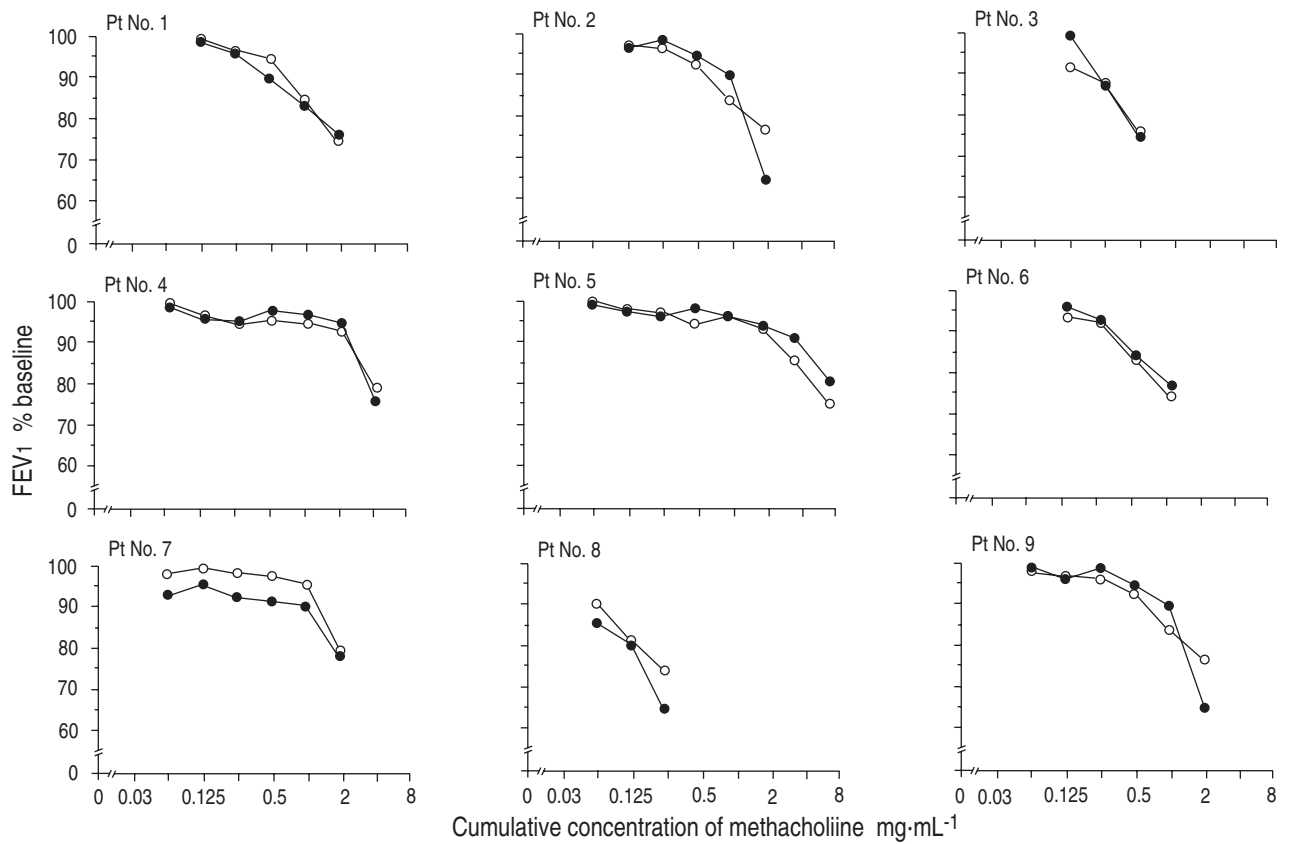 Pt No. 1
Pt No. 2
Pt No. 3
100
90
80
70
60
0
Pt No. 4
Pt No. 5
Pt No. 6
100
90
80
70
60
0
FEV1 % baseline
Pt No. 7
Pt No. 8
Pt No. 9
100
90
80
70
60
0
0 0.03 0.125 0.5 2 8
0 0.03 0.125 0.5 2 8
0 0.03 0.125 0.5 2 8
Cumulative concentration of methacholiine mg·mL-1